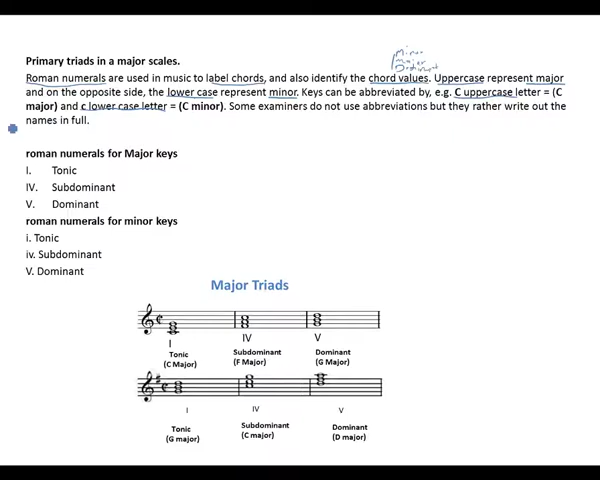 Minor
Major
Dominant
Primary triads in a major scales.
Roman numerals are used in music to label chords, and also identify the chord values. Uppercase represent major
and on the opposite side, the lower case represent minor. Keys can be abbreviated by, e.g. C uppercase letter = (C
major) and c lower case letter = (C minor). Some examiners do not use abbreviations but they rather write out the
names in full.
roman numerals for Major keys
I. Tonic
IV. Subdominant
V. Dominant
roman numerals for minor keys
i. Tonic
iv. Subdominant
V. Dominant
Major Triads
I IV V
Tonic Subdominant Dominant
(C Major) (F Major) (G Major)
I IV V
Tonic Subdominant Dominant
(G major) (C major) (D major)